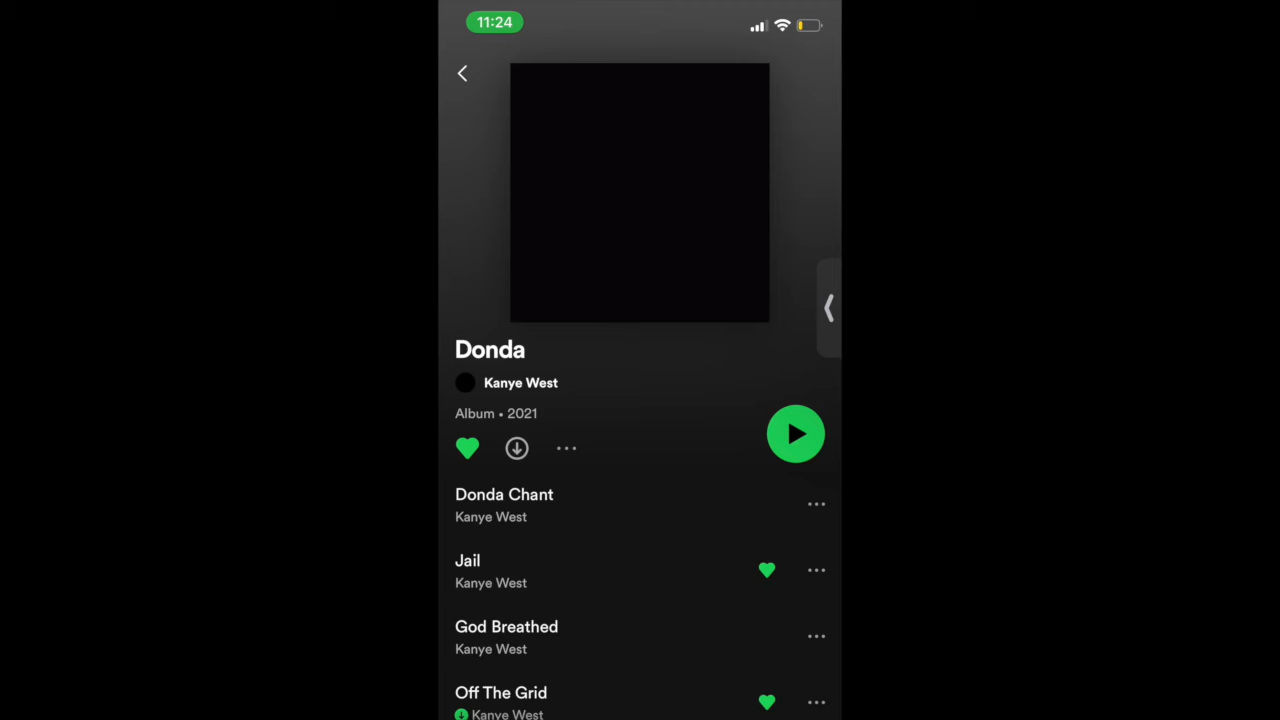 11:24
Donda
Kanye West
Album • 2021
Donda Chant
Kanye West
Jail
Kanye West
God Breathed
Kanye West
Off The Grid
Kanye West